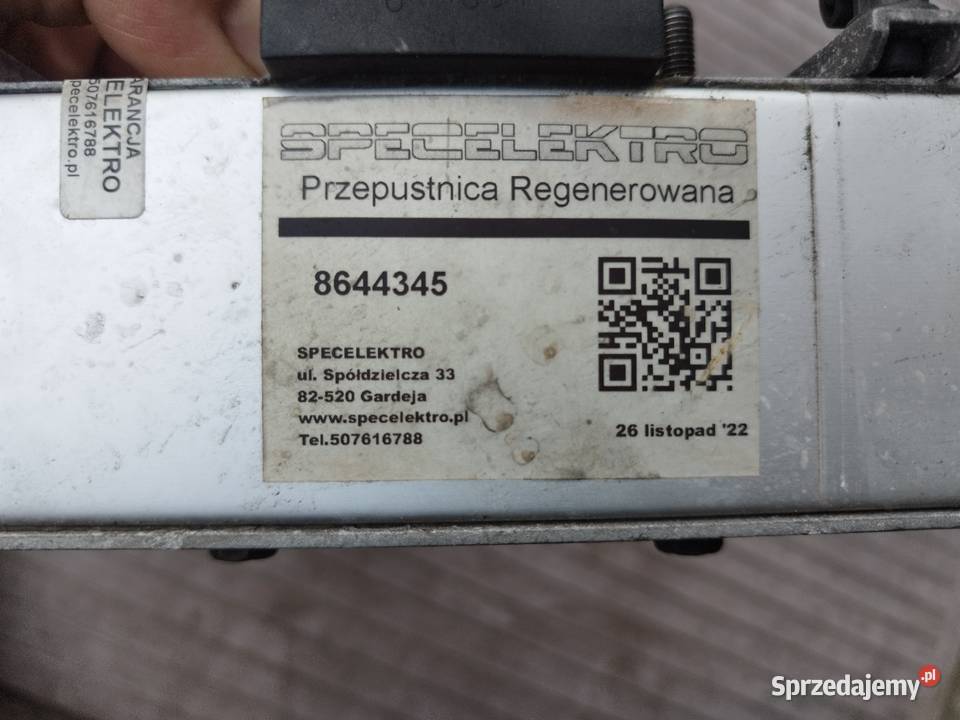 ARANCJA
ELEKTRO
507616788
pecelektro.pl
SPECELEKTRO
Przepustnica Regenerowana
8644345
SPECELEKTRO
ul. Spółdzielcza 33
82-520 Gardeja
www.specelektro.pl
Tel.507616788
26 listopad '22
Sprzedajemy.pl